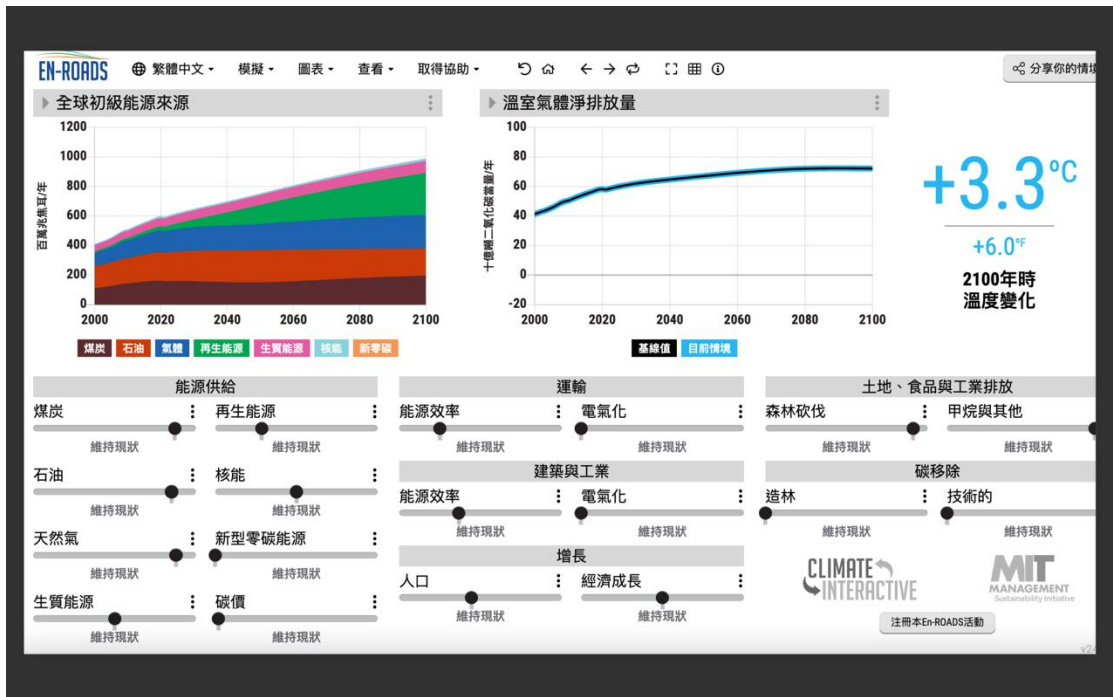 EN-ROADS 繁體中文 模擬 圖表 查看 取得協助 分享你的情境
全球初級能源來源
1200
1000
800
600
400
200
0
百萬兆焦耳/年
2000 2020 2040 2060 2080 2100
煤炭 石油 氣體 再生能源 生質能源 核能 新零碳
溫室氣體淨排放量
100
80
60
40
20
0
-20
十億噸二氧化碳當量/年
2000 2020 2040 2060 2080 2100
基線值 目前情境
+3.3°C
+6.0°F
2100年時
溫度變化
能源供給
煤炭 再生能源
維持現狀 維持現狀
石油 核能
維持現狀 維持現狀
天然氣 新型零碳能源
維持現狀 維持現狀
生質能源 碳價
維持現狀 維持現狀
運輸
能源效率 電氣化
維持現狀 維持現狀
建築與工業
能源效率 電氣化
維持現狀 維持現狀
增長
人口 經濟成長
維持現狀 維持現狀
土地、食品與工業排放
森林砍伐 甲烷與其他
維持現狀 維持現狀
碳移除
造林 技術的
維持現狀 維持現狀
CLIMATE
INTERACTIVE
MIT
MANAGEMENT
Sustainability Initiative
注冊本En-ROADS活動